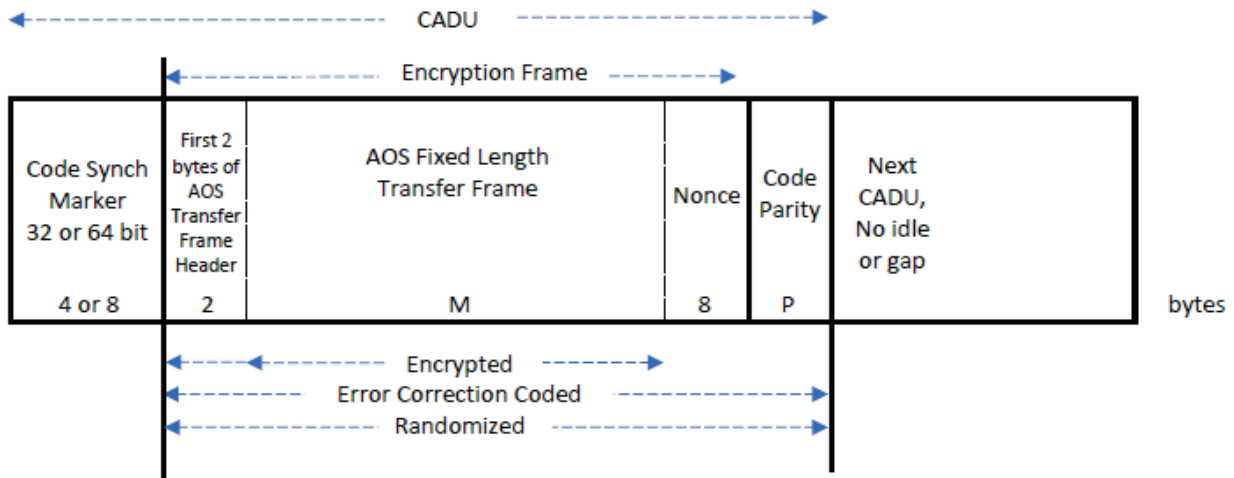 CADU
Encryption Frame
Code Synch
Marker
32 or 64 bit
4 or 8
First 2
bytes of
AOS
Transfer
Frame
Header
2
AOS Fixed Length
Transfer Frame
M
Nonce
8
Code
Parity
P
Next
CADU,
No idle
or gap
bytes
Encrypted
Error Correction Coded
Randomized